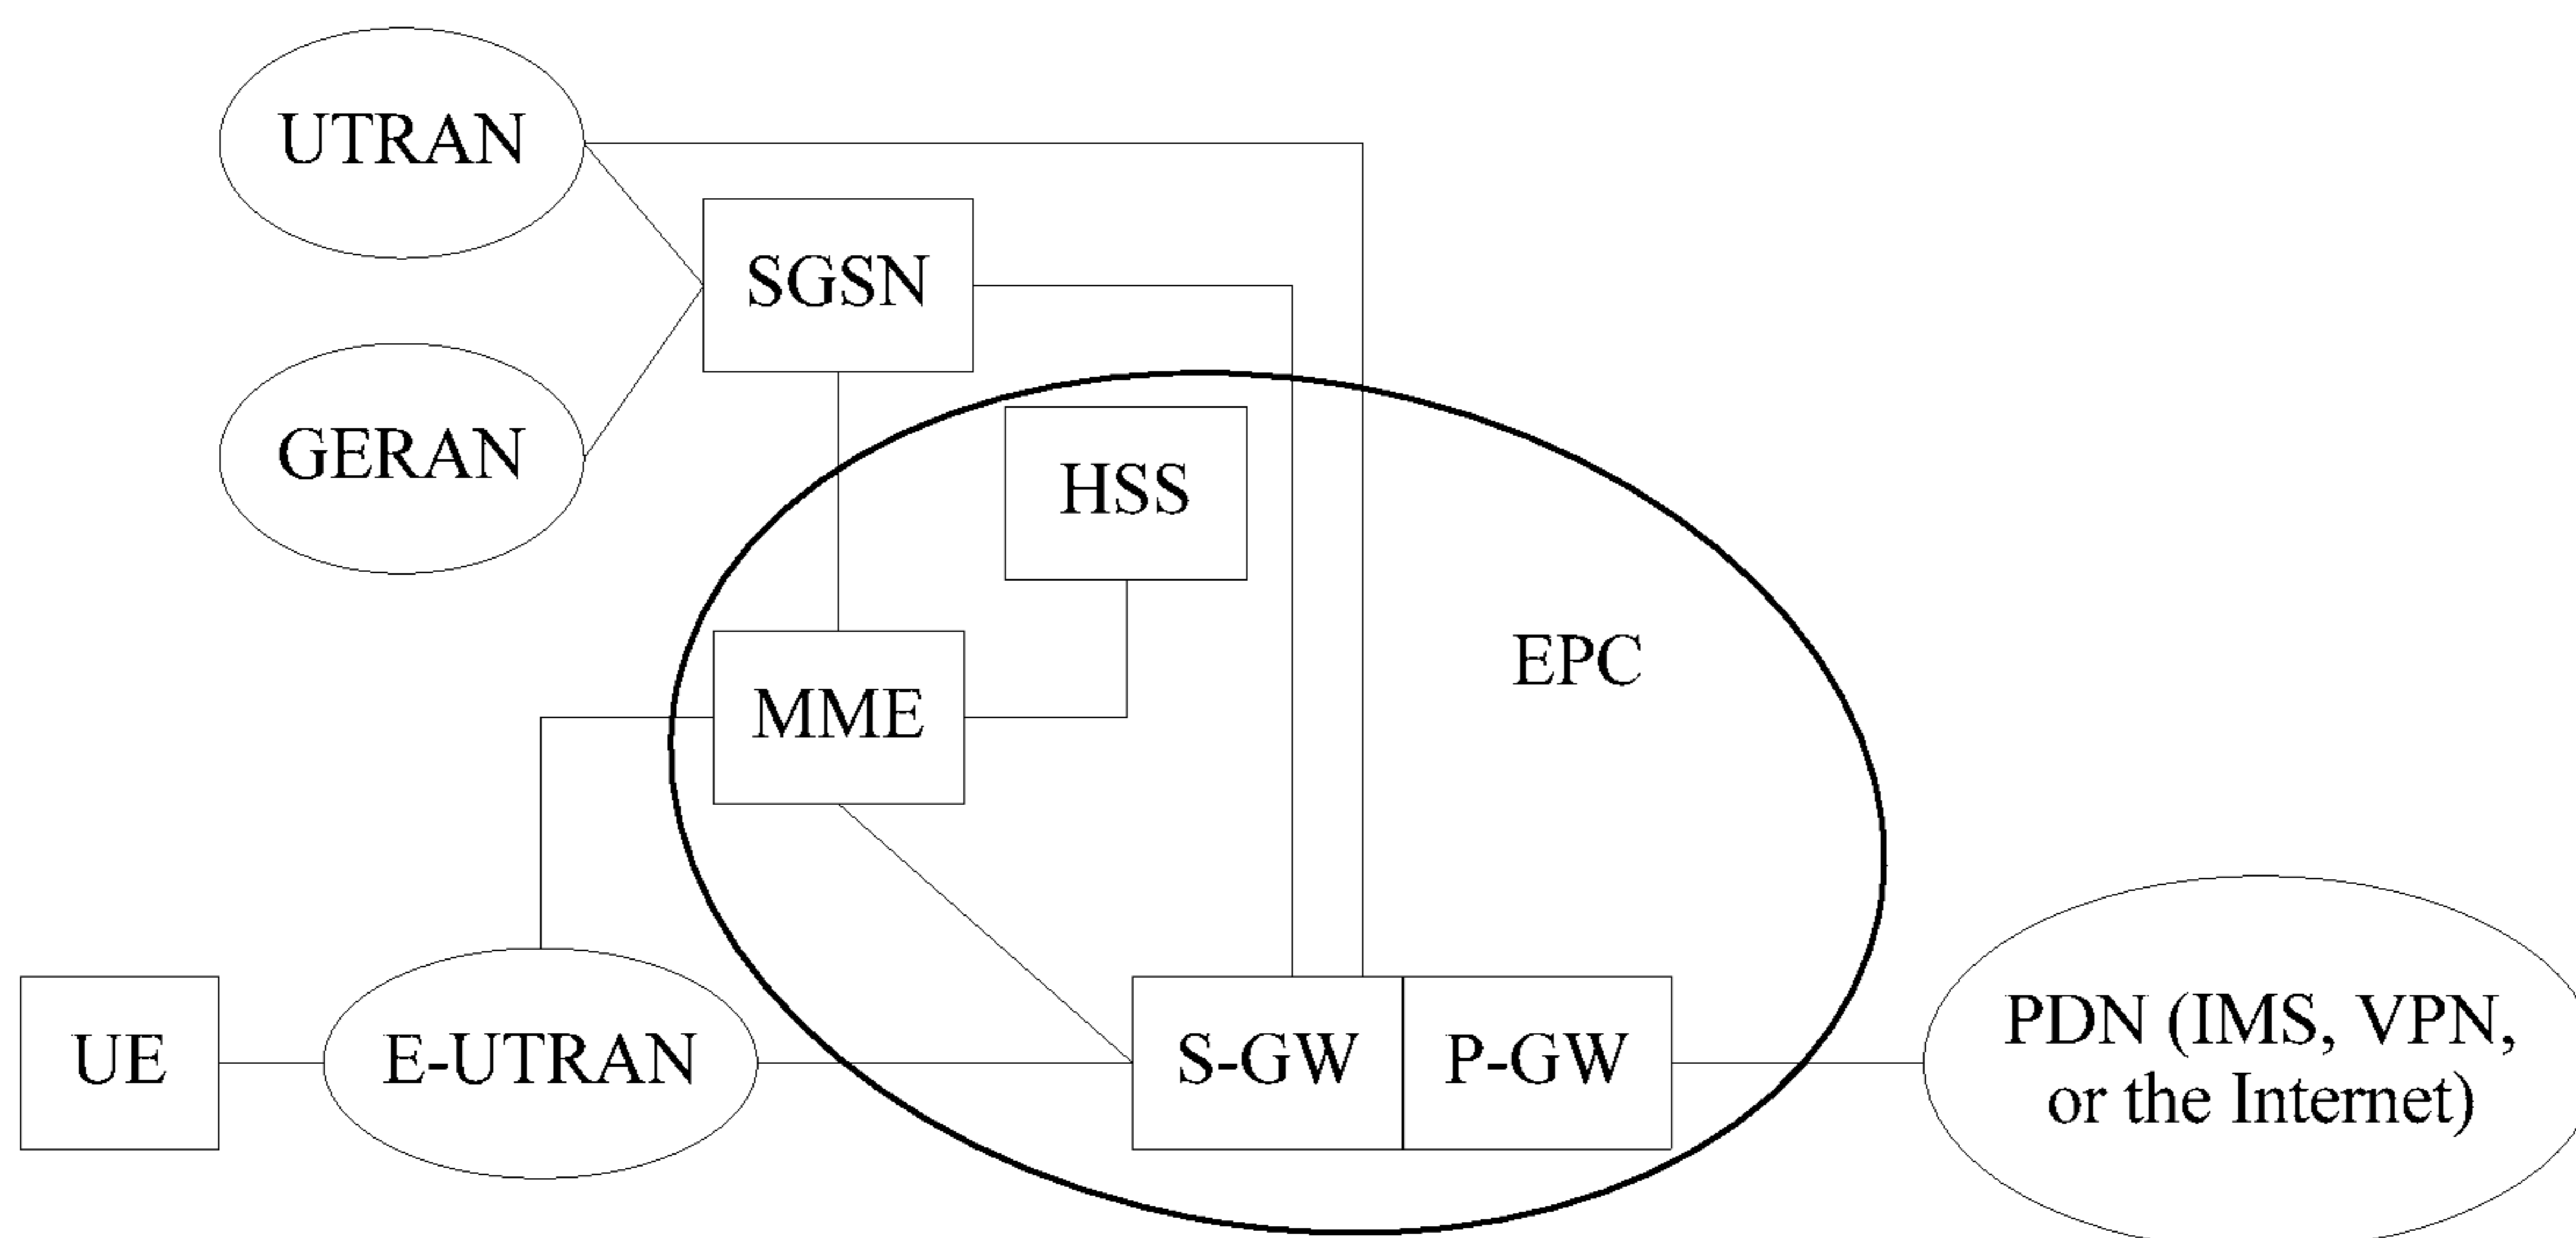 UTRAN
SGSN
GERAN
HSS
EPC
MME
UE
E-UTRAN
S-GW
P-GW
PDN (IMS, VPN,
or the Internet)